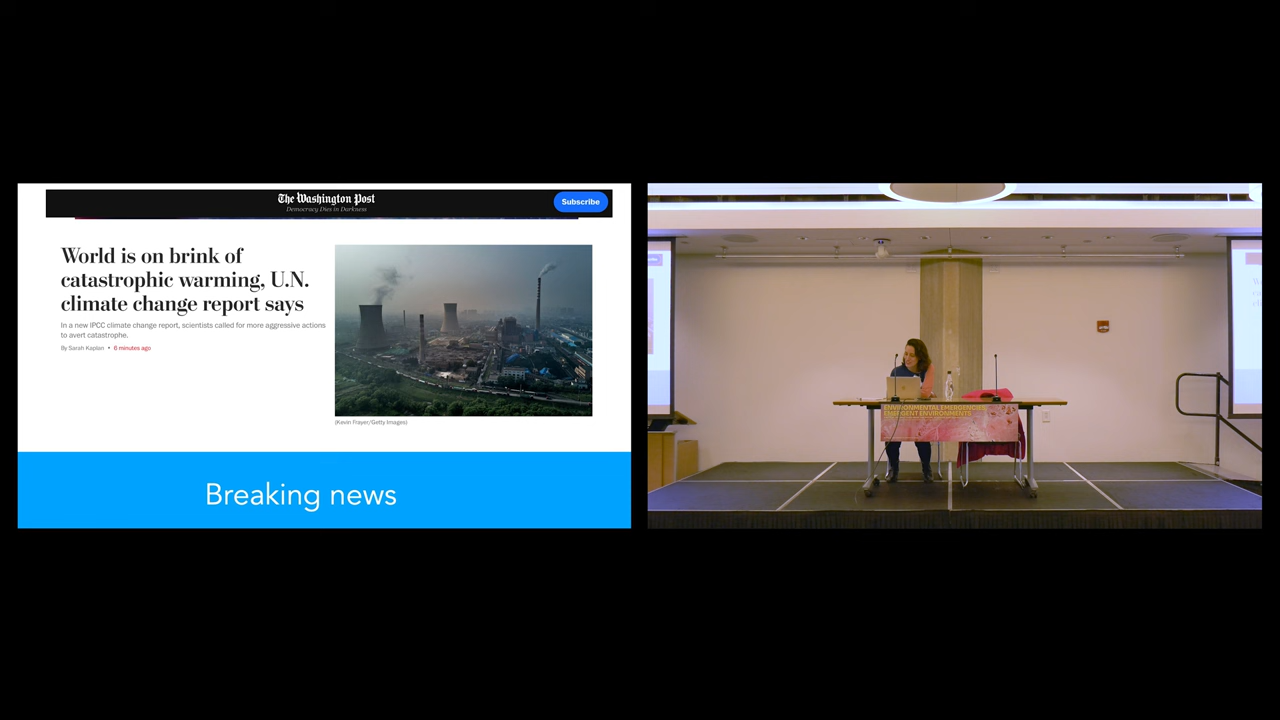 The Washington Post
Democracy Dies in Darkness
Subscribe
World is on brink of
catastrophic warming, U.N.
climate change report says
In a new IPCC climate change report, scientists called for more aggressive actions
to avert catastrophe.
By Sarah Kaplan • 6 minutes ago
(Kevin Frayer/Getty Images)
Breaking news
ENVIRONMENTAL EMERGENCIES
EMERGENT ENVIRONMENTS